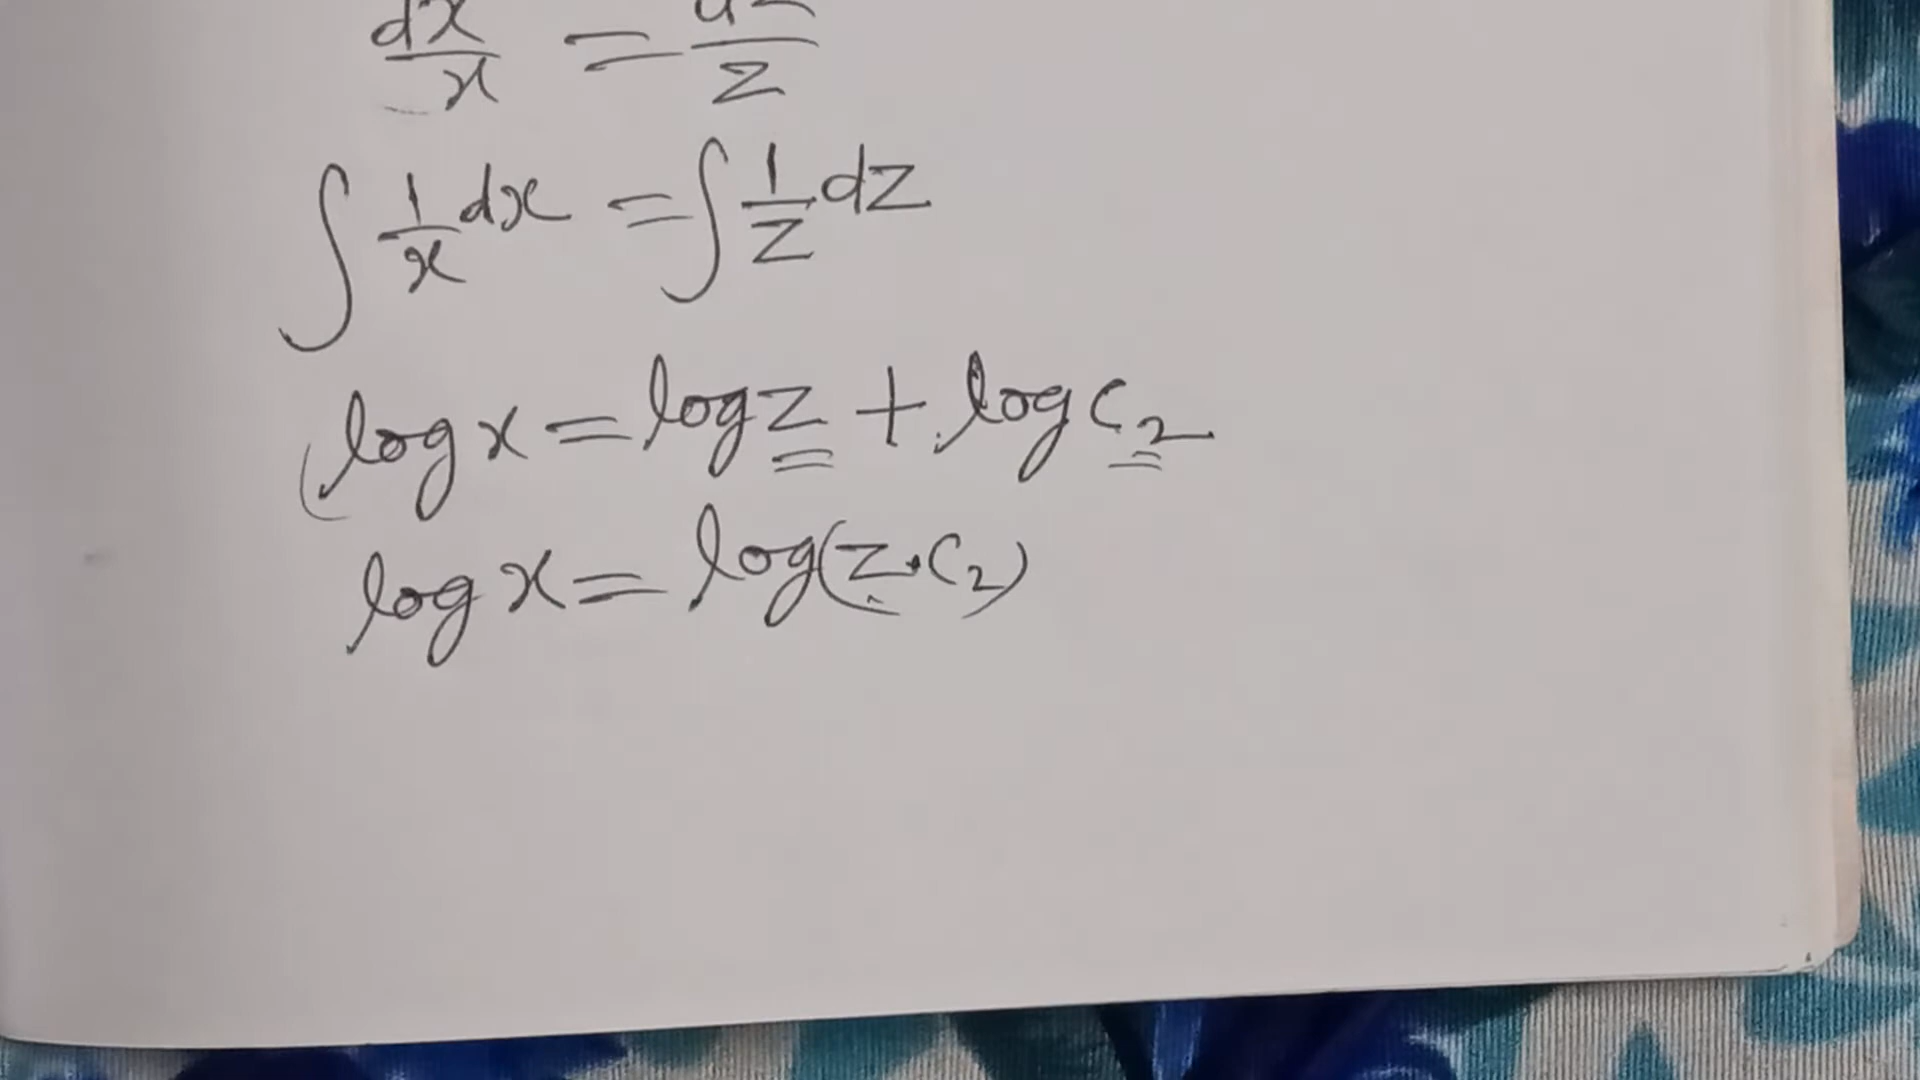 dx/x = dz/z
∫ 1/x dx = ∫ 1/z dz
log x = log z + log c₂
log x = log(z·c₂)